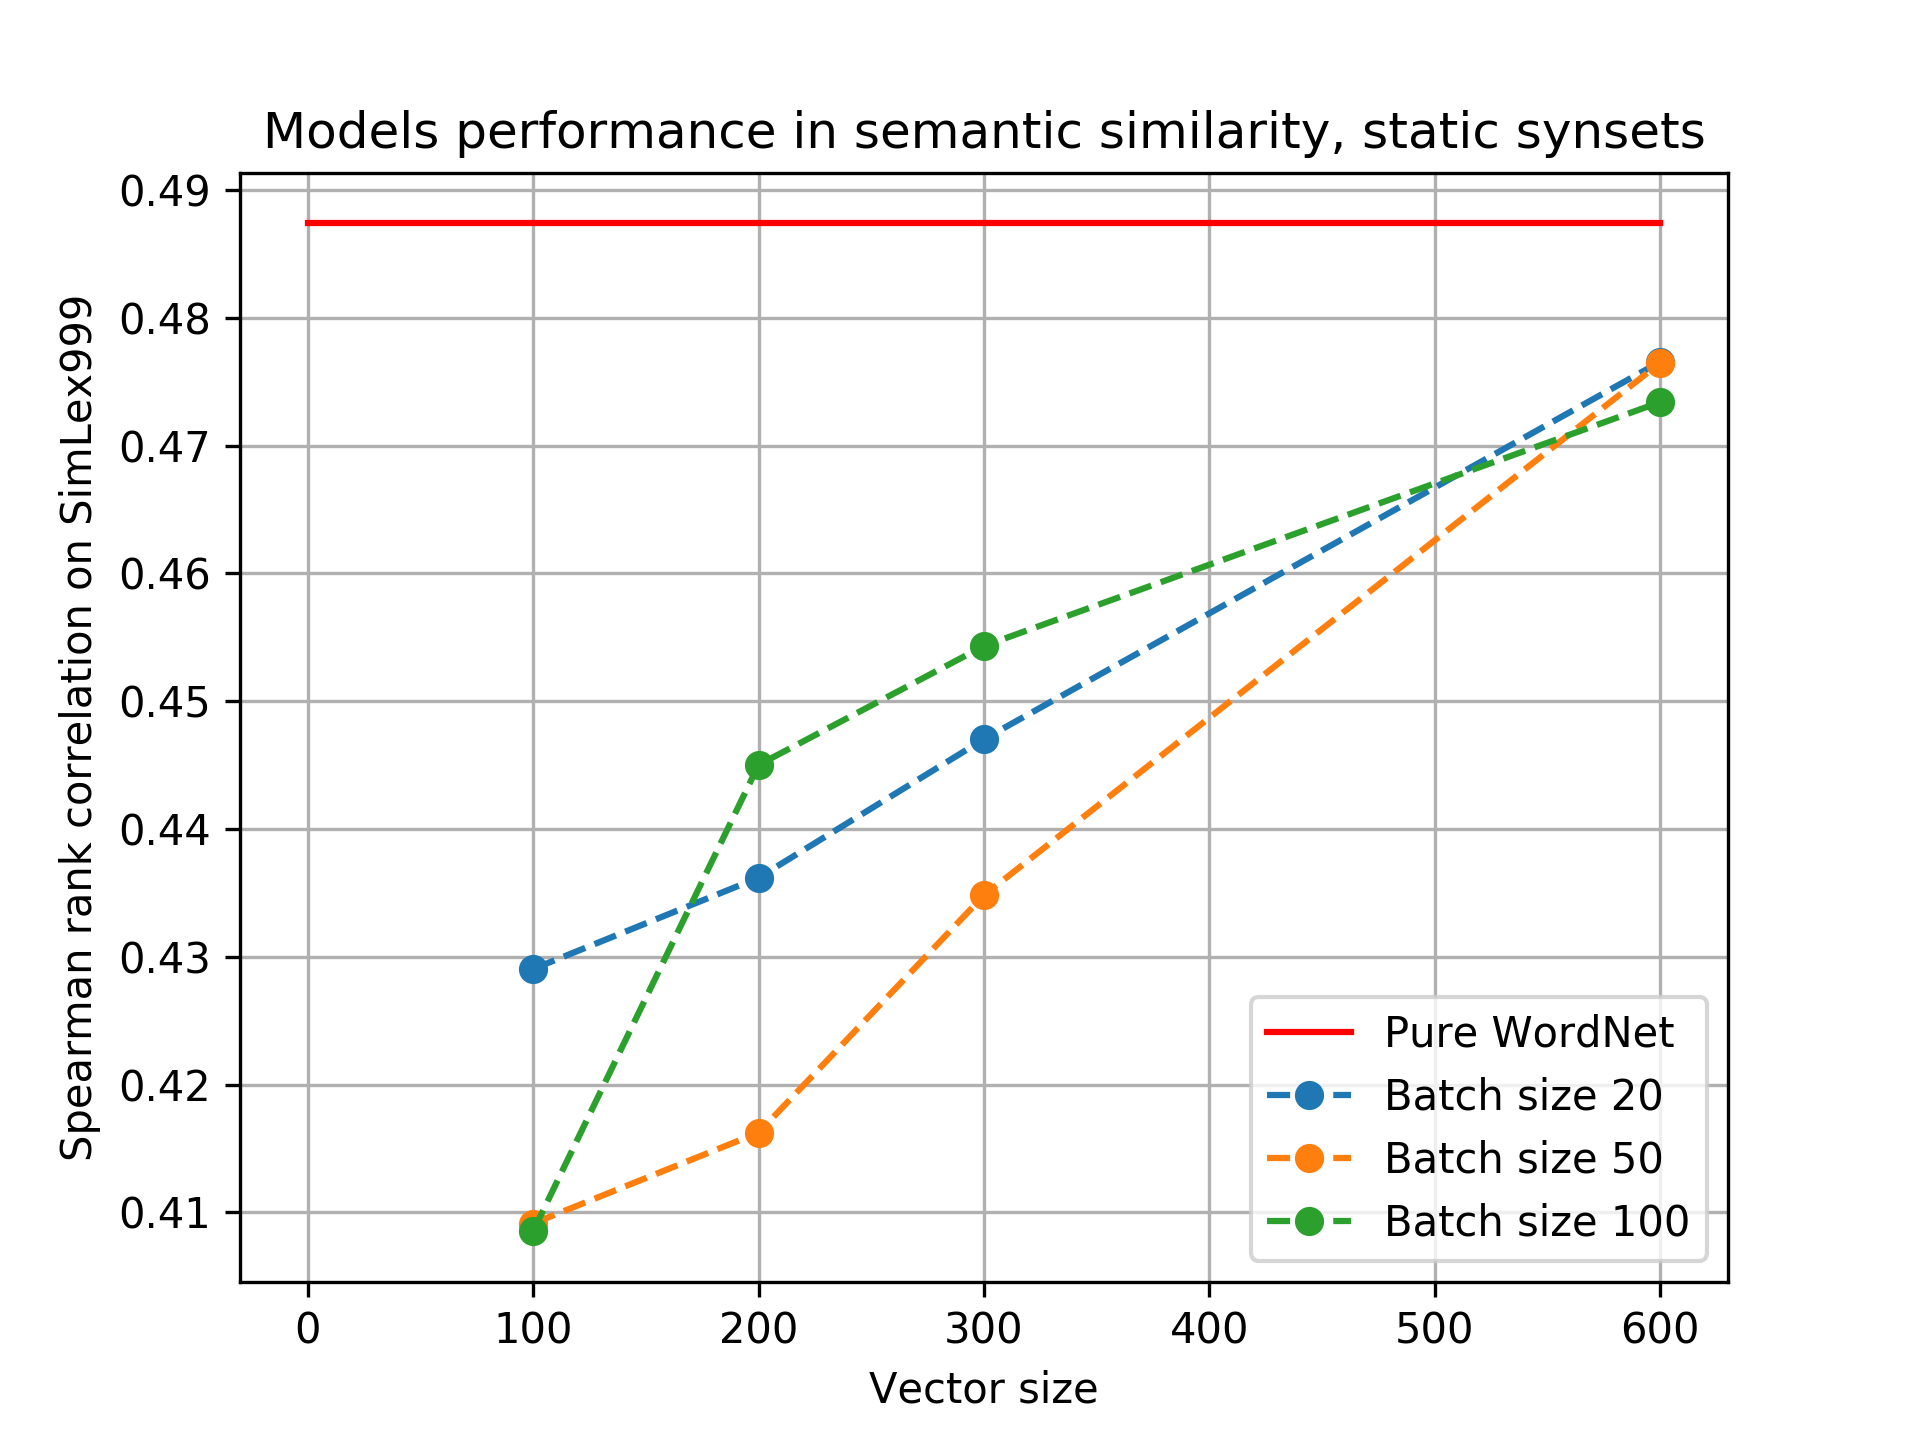 Models performance in semantic similarity, static synsets
Spearman rank correlation on SimLex999
0.49
0.48
0.47
0.46
0.45
0.44
0.43
0.42
0.41
Pure WordNet
Batch size 20
Batch size 50
Batch size 100
0 100 200 300 400 500 600
Vector size